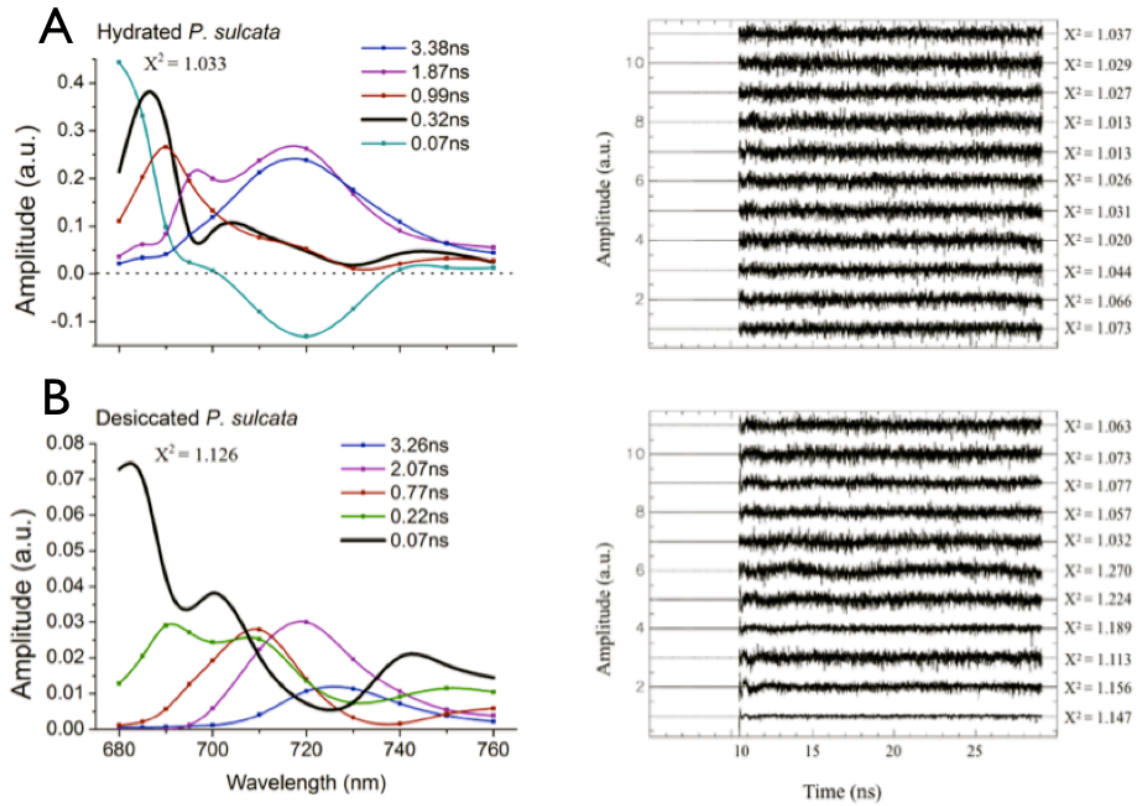 A
Hydrated P. sulcata
X² = 1.033
3.38ns
1.87ns
0.99ns
0.32ns
0.07ns
Amplitude (a.u.)
0.4
0.3
0.2
0.1
0.0
-0.1
Amplitude (a.u.)
10
8
6
4
2
X² = 1.037
X² = 1.029
X² = 1.027
X² = 1.013
X² = 1.013
X² = 1.026
X² = 1.031
X² = 1.020
X² = 1.044
X² = 1.066
X² = 1.073
B
Desiccated P. sulcata
X² = 1.126
3.26ns
2.07ns
0.77ns
0.22ns
0.07ns
Amplitude (a.u.)
0.08
0.07
0.06
0.05
0.04
0.03
0.02
0.01
0.00
680 700 720 740 760
Wavelength (nm)
Amplitude (a.u.)
10
8
6
4
2
X² = 1.063
X² = 1.073
X² = 1.077
X² = 1.057
X² = 1.032
X² = 1.270
X² = 1.224
X² = 1.189
X² = 1.113
X² = 1.156
X² = 1.147
10 15 20 25
Time (ns)